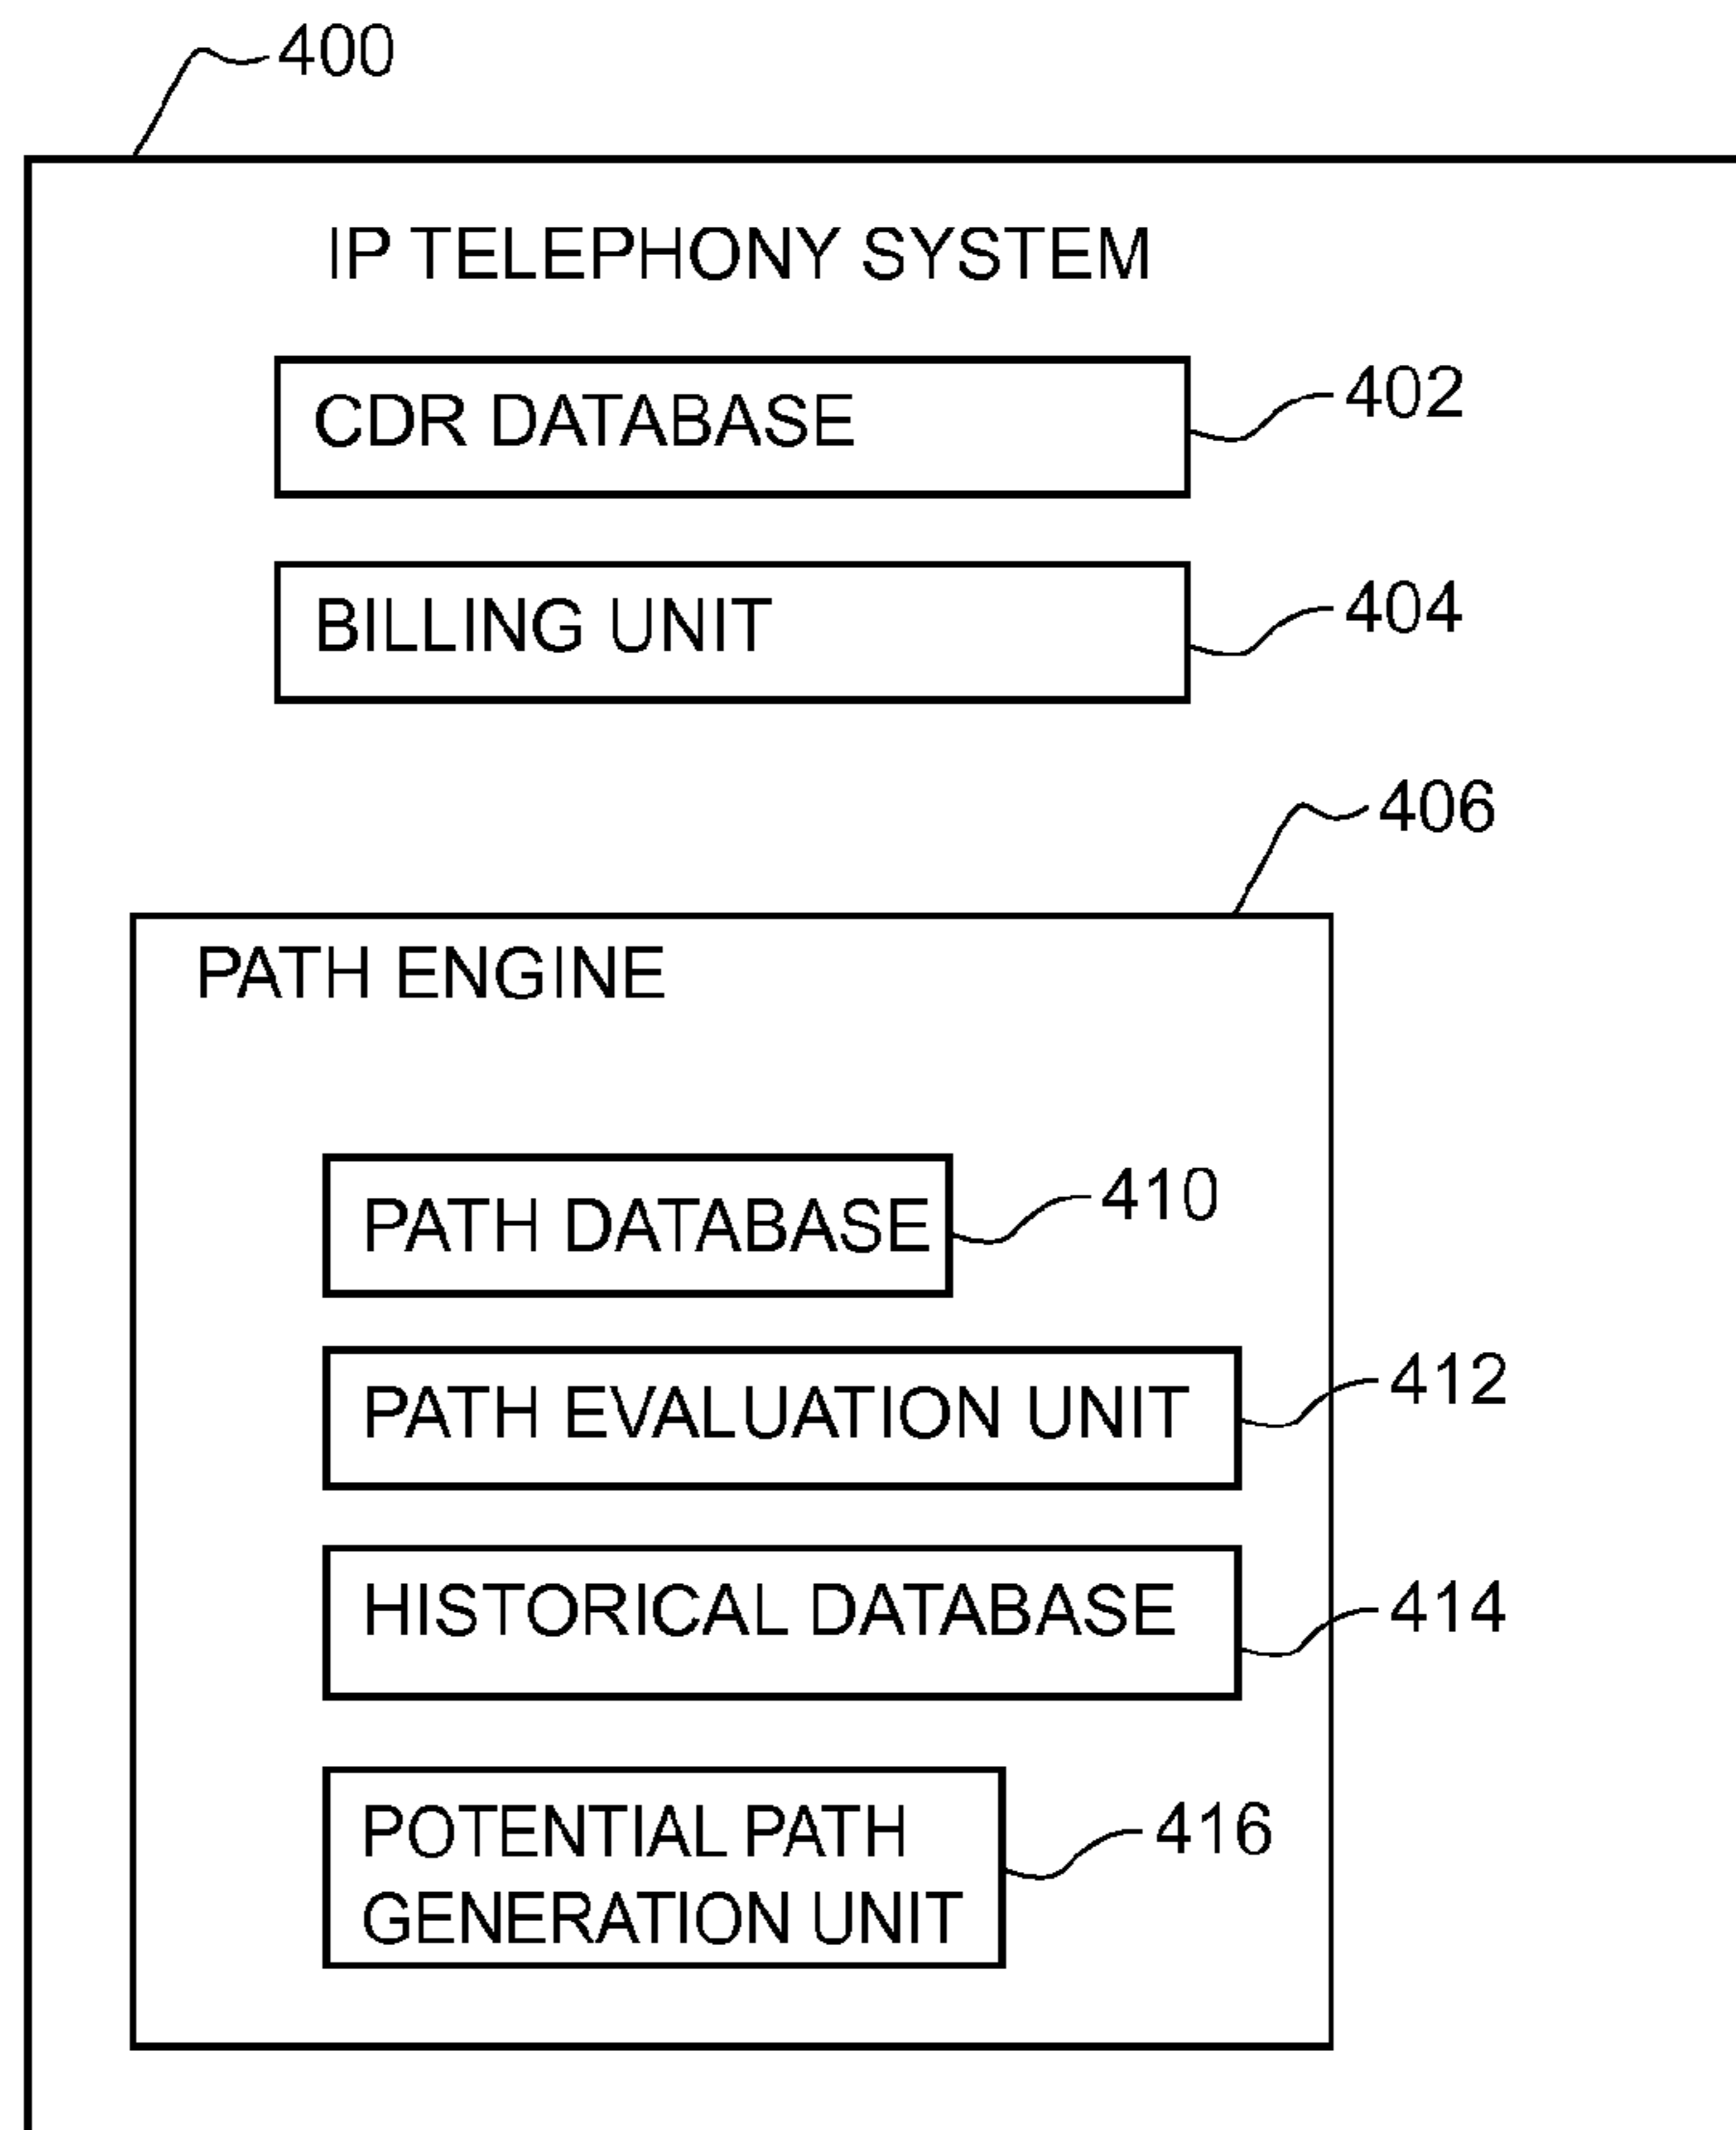 400
IP TELEPHONY SYSTEM
CDR DATABASE
402
BILLING UNIT
404
406
PATH ENGINE
PATH DATABASE
410
PATH EVALUATION UNIT
412
HISTORICAL DATABASE
414
POTENTIAL PATH
GENERATION UNIT
416